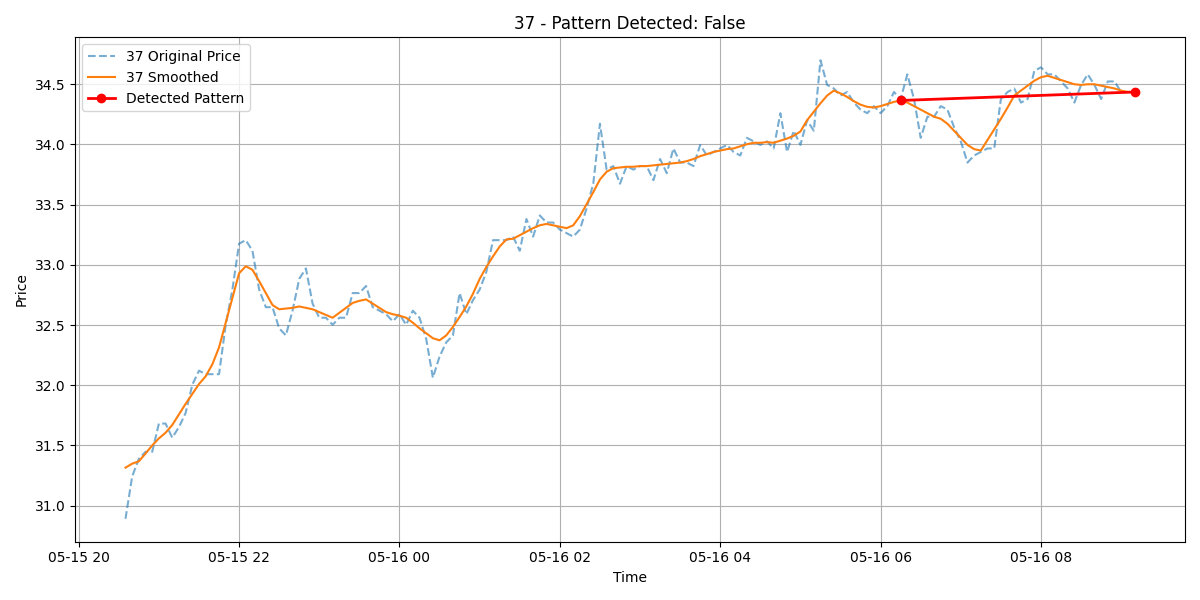 37 - Pattern Detected: False
37 Original Price
37 Smoothed
Detected Pattern
Price
34.5
34.0
33.5
33.0
32.5
32.0
31.5
31.0
05-15 20 05-15 22 05-16 00 05-16 02 05-16 04 05-16 06 05-16 08
Time